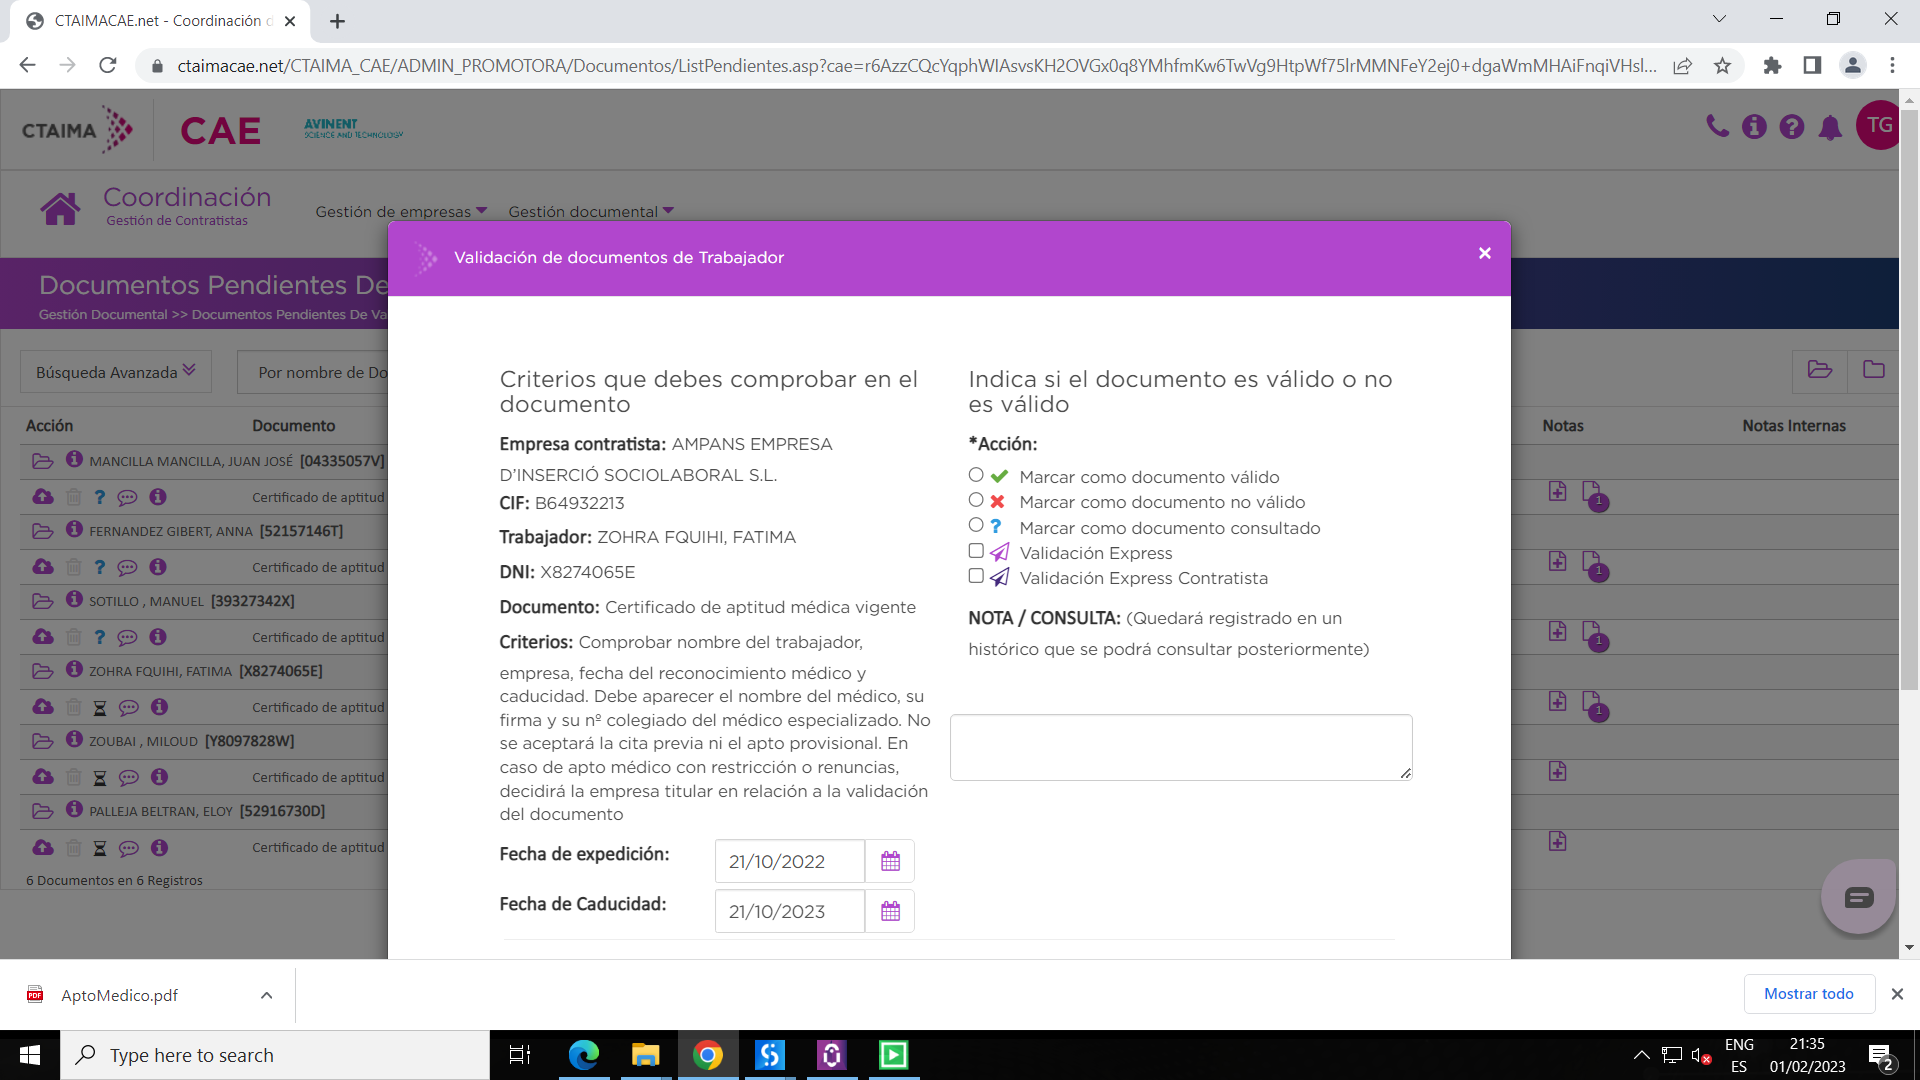 CTAIMACAE.net - Coordinación d
ctaimacae.net/CTAIMA_CAE/ADMIN_PROMOTORA/Documentos/ListPendientes.asp?cae=r6AzzCQcYqphWIAsvsKH2OVGx0q8YMhfmKw6TwVg9HtpWf75lrMMNFeY2ej0+dgaWmMHAiFnqiVHsl...
CTAIMA
CAE
AVINENT
SCIENCE AND TECHNOLOGY
TG
Coordinación
Gestión de Contratistas
Gestión de empresas
Gestión documental
Documentos Pendientes De
Gestión Documental >> Documentos Pendientes De Va
Búsqueda Avanzada
Por nombre de Do
Acción
Documento
Notas
Notas Internas
MANCILLA MANCILLA, JUAN JOSÉ [04335057V]
Certificado de aptitud
1
FERNANDEZ GIBERT, ANNA [52157146T]
Certificado de aptitud
1
SOTILLO , MANUEL [39327342X]
Certificado de aptitud
1
ZOHRA FQUIHI, FATIMA [X8274065E]
Certificado de aptitud
1
ZOUBAI , MILOUD [Y8097828W]
Certificado de aptitud
PALLEJA BELTRAN, ELOY [52916730D]
Certificado de aptitud
6 Documentos en 6 Registros
Validación de documentos de Trabajador
×
Criterios que debes comprobar en el
documento
Empresa contratista: AMPANS EMPRESA
D'INSERCIÓ SOCIOLABORAL S.L.
CIF: B64932213
Trabajador: ZOHRA FQUIHI, FATIMA
DNI: X8274065E
Documento: Certificado de aptitud médica vigente
Criterios: Comprobar nombre del trabajador,
empresa, fecha del reconocimiento médico y
caducidad. Debe aparecer el nombre del médico, su
firma y su nº colegiado del médico especializado. No
se aceptará la cita previa ni el apto provisional. En
caso de apto médico con restricción o renuncias,
decidirá la empresa titular en relación a la validación
del documento
Fecha de expedición: 21/10/2022
Fecha de Caducidad: 21/10/2023
Indica si el documento es válido o no
es válido
*Acción:
Marcar como documento válido
Marcar como documento no válido
? Marcar como documento consultado
Validación Express
Validación Express Contratista
NOTA / CONSULTA: (Quedará registrado en un
histórico que se podrá consultar posteriormente)
PDF
AptoMedico.pdf
Mostrar todo
Type here to search
ENG
ES
21:35
01/02/2023
2